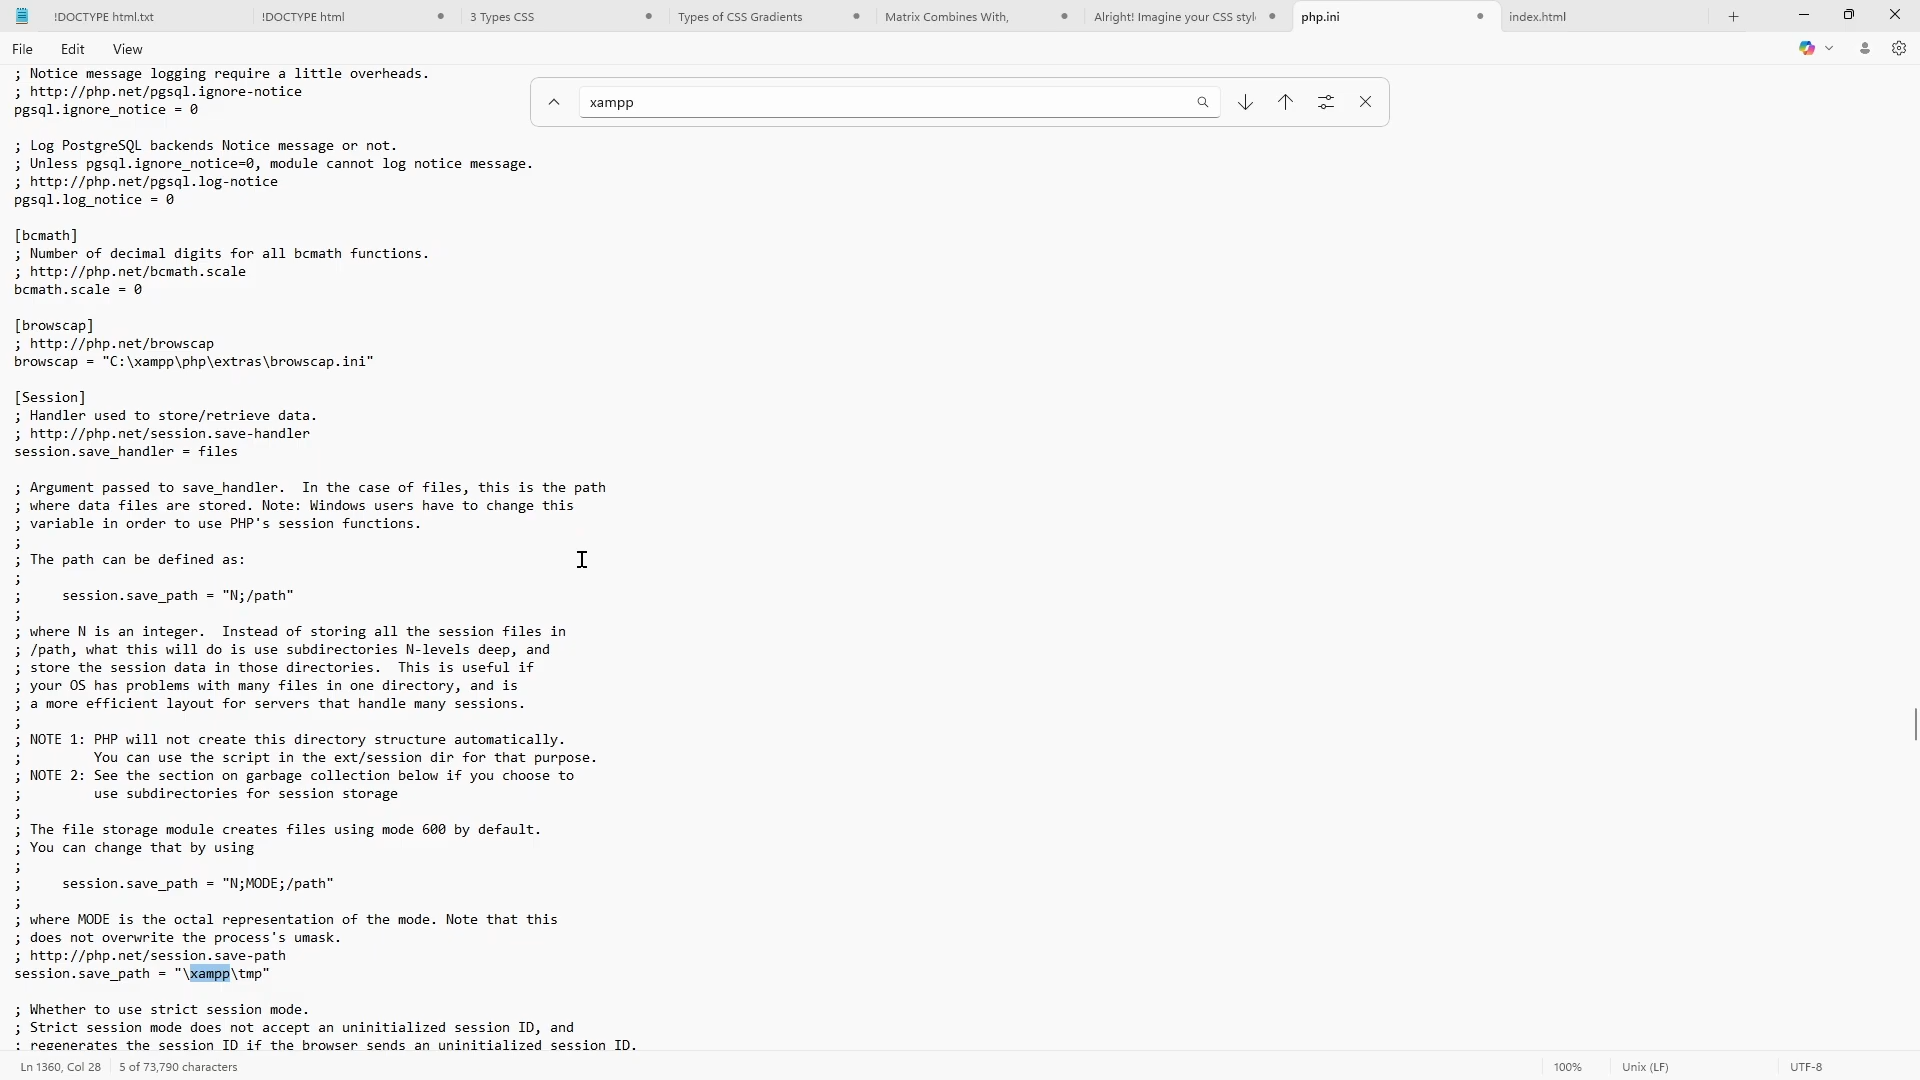 !DOCTYPE html.txt
!DOCTYPE html
3 Types CSS
Types of CSS Gradients
Matrix Combines With,
Alright! Imagine your CSS styl
php.ini
index.html
File
Edit
View
xampp
; Notice message logging require a little overheads.
; http://php.net/pgsql.ignore-notice
pgsql.ignore_notice = 0
; Log PostgreSQL backends Notice message or not.
; Unless pgsql.ignore_notice=0, module cannot log notice message.
; http://php.net/pgsql.log-notice
pgsql.log_notice = 0
[bcmath]
; Number of decimal digits for all bcmath functions.
; http://php.net/bcmath.scale
bcmath.scale = 0
[browscap]
; http://php.net/browscap
browscap = "C:\xampp\php\extras\browscap.ini"
[Session]
; Handler used to store/retrieve data.
; http://php.net/session.save-handler
session.save_handler = files
; Argument passed to save_handler.  In the case of files, this is the path
; where data files are stored. Note: Windows users have to change this
; variable in order to use PHP's session functions.
;
; The path can be defined as:
;
;     session.save_path = "N;/path"
;
; where N is an integer.  Instead of storing all the session files in
; /path, what this will do is use subdirectories N-levels deep, and
; store the session data in those directories.  This is useful if
; your OS has problems with many files in one directory, and is
; a more efficient layout for servers that handle many sessions.
;
; NOTE 1: PHP will not create this directory structure automatically.
;         You can use the script in the ext/session dir for that purpose.
; NOTE 2: See the section on garbage collection below if you choose to
;         use subdirectories for session storage
;
; The file storage module creates files using mode 600 by default.
; You can change that by using
;
;     session.save_path = "N;MODE;/path"
;
; where MODE is the octal representation of the mode. Note that this
; does not overwrite the process's umask.
; http://php.net/session.save-path
session.save_path = "\xampp\tmp"
; Whether to use strict session mode.
; Strict session mode does not accept an uninitialized session ID, and
; regenerates the session ID if the browser sends an uninitialized session ID.
Ln 1360, Col 28
5 of 73,790 characters
100%
Unix (LF)
UTF-8